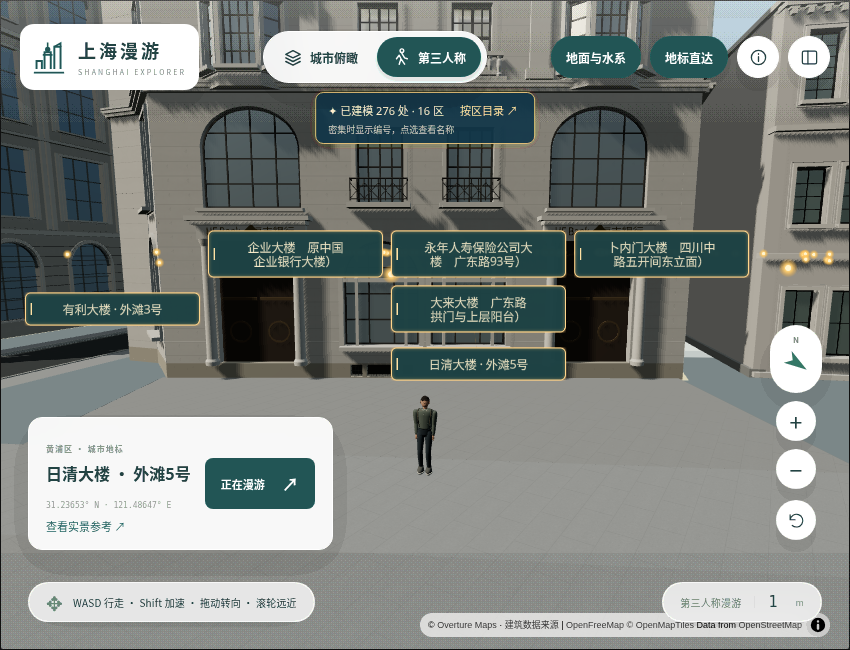 上海漫游
SHANGHAI EXPLORER
城市俯瞰
第三人称
地面与水系
地标直达
✦ 已建模 276 处 · 16 区 按区目录 ↗
密集时显示编号，点选查看名称
企业大楼 原中国
企业银行大楼）
永年人寿保险公司大
楼 广东路93号）
卜内门大楼 四川中
路五开间东立面）
有利大楼 · 外滩3号
大来大楼 广东路
拱门与上层阳台）
日清大楼 · 外滩5号
N
黄浦区 · 城市地标
日清大楼 · 外滩5号
正在漫游 ↗
31.23653° N · 121.48647° E
查看实景参考 ↗
+
−
WASD 行走 · Shift 加速 · 拖动转向 · 滚轮远近
第三人称漫游 1 m
© Overture Maps · 建筑数据来源 | OpenFreeMap © OpenMapTiles Data from OpenStreetMap